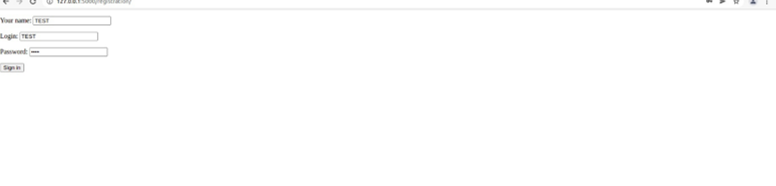 127.0.0.1:5000/registration/
Your name: TEST
Login: TEST
Password: ••••
Sign in